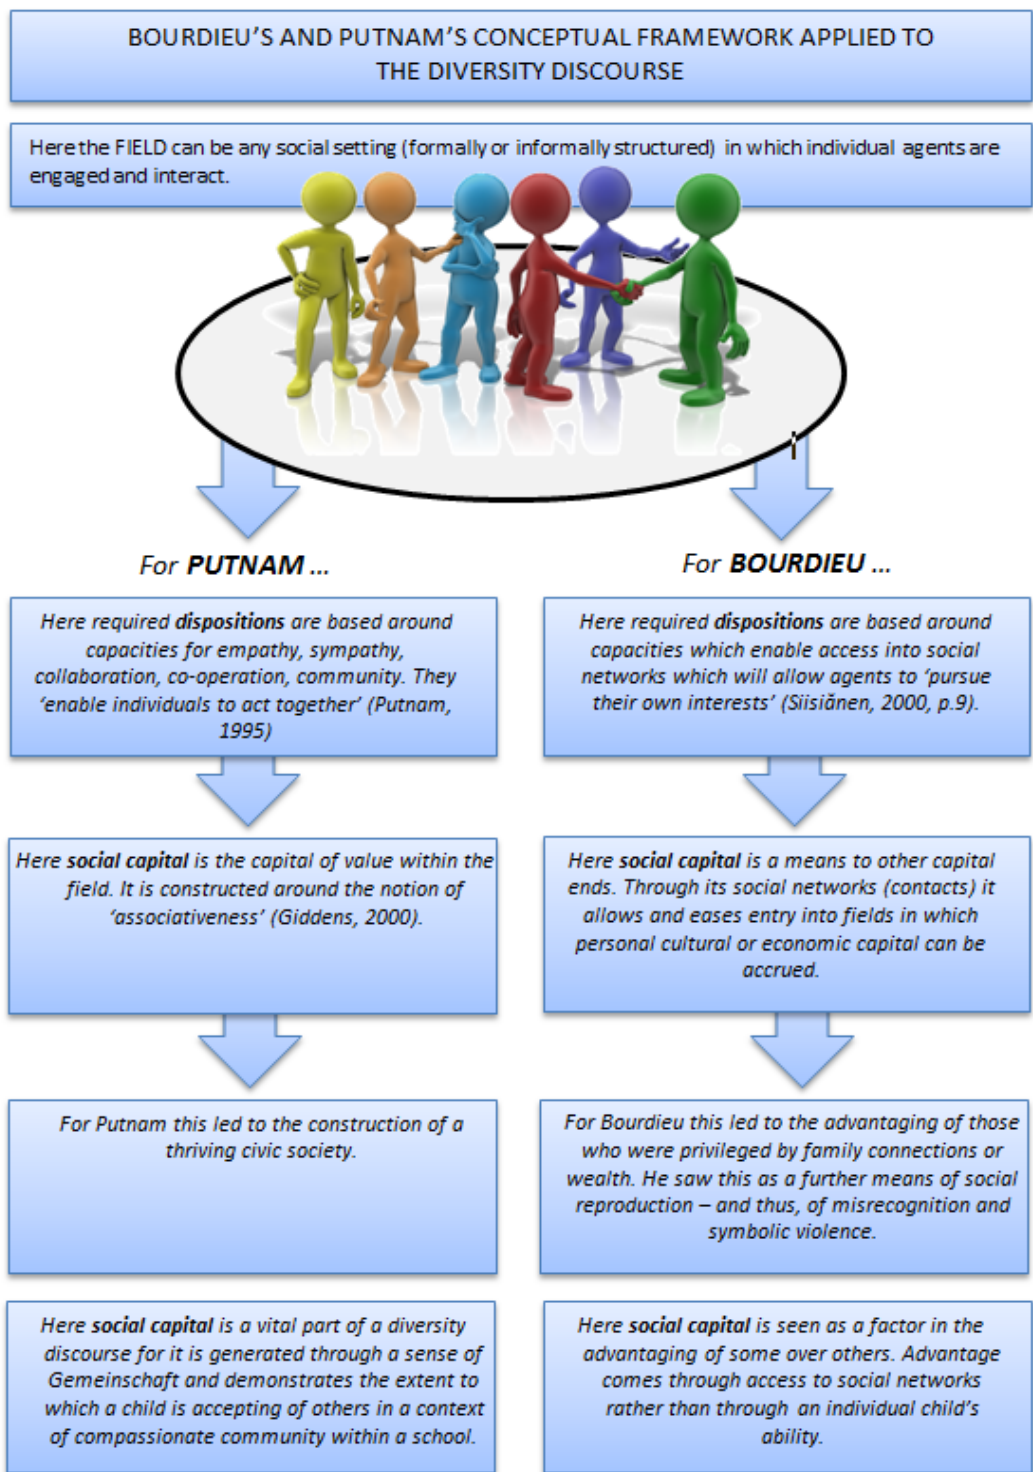 BOURDIEU'S AND PUTNAM'S CONCEPTUAL FRAMEWORK APPLIED TO
THE DIVERSITY DISCOURSE
Here the FIELD can be any social setting (formally or informally structured) in which individual agents are
engaged and interact.
For PUTNAM ...
Here required dispositions are based around
capacities for empathy, sympathy,
collaboration, co-operation, community. They
'enable individuals to act together' (Putnam,
1995)
Here social capital is the capital of value within the
field. It is constructed around the notion of
'associativeness' (Giddens, 2000).
For Putnam this led to the construction of a
thriving civic society.
Here social capital is a vital part of a diversity
discourse for it is generated through a sense of
Gemeinschaft and demonstrates the extent to
which a child is accepting of others in a context
of compassionate community within a school.
For BOURDIEU ...
Here required dispositions are based around
capacities which enable access into social
networks which will allow agents to 'pursue
their own interests' (Siisiănen, 2000, p.9).
Here social capital is a means to other capital
ends. Through its social networks (contacts) it
allows and eases entry into fields in which
personal cultural or economic capital can be
accrued.
For Bourdieu this led to the advantaging of those
who were privileged by family connections or
wealth. He saw this as a further means of social
reproduction – and thus, of misrecognition and
symbolic violence.
Here social capital is seen as a factor in the
advantaging of some over others. Advantage
comes through access to social networks
rather than through an individual child's
ability.